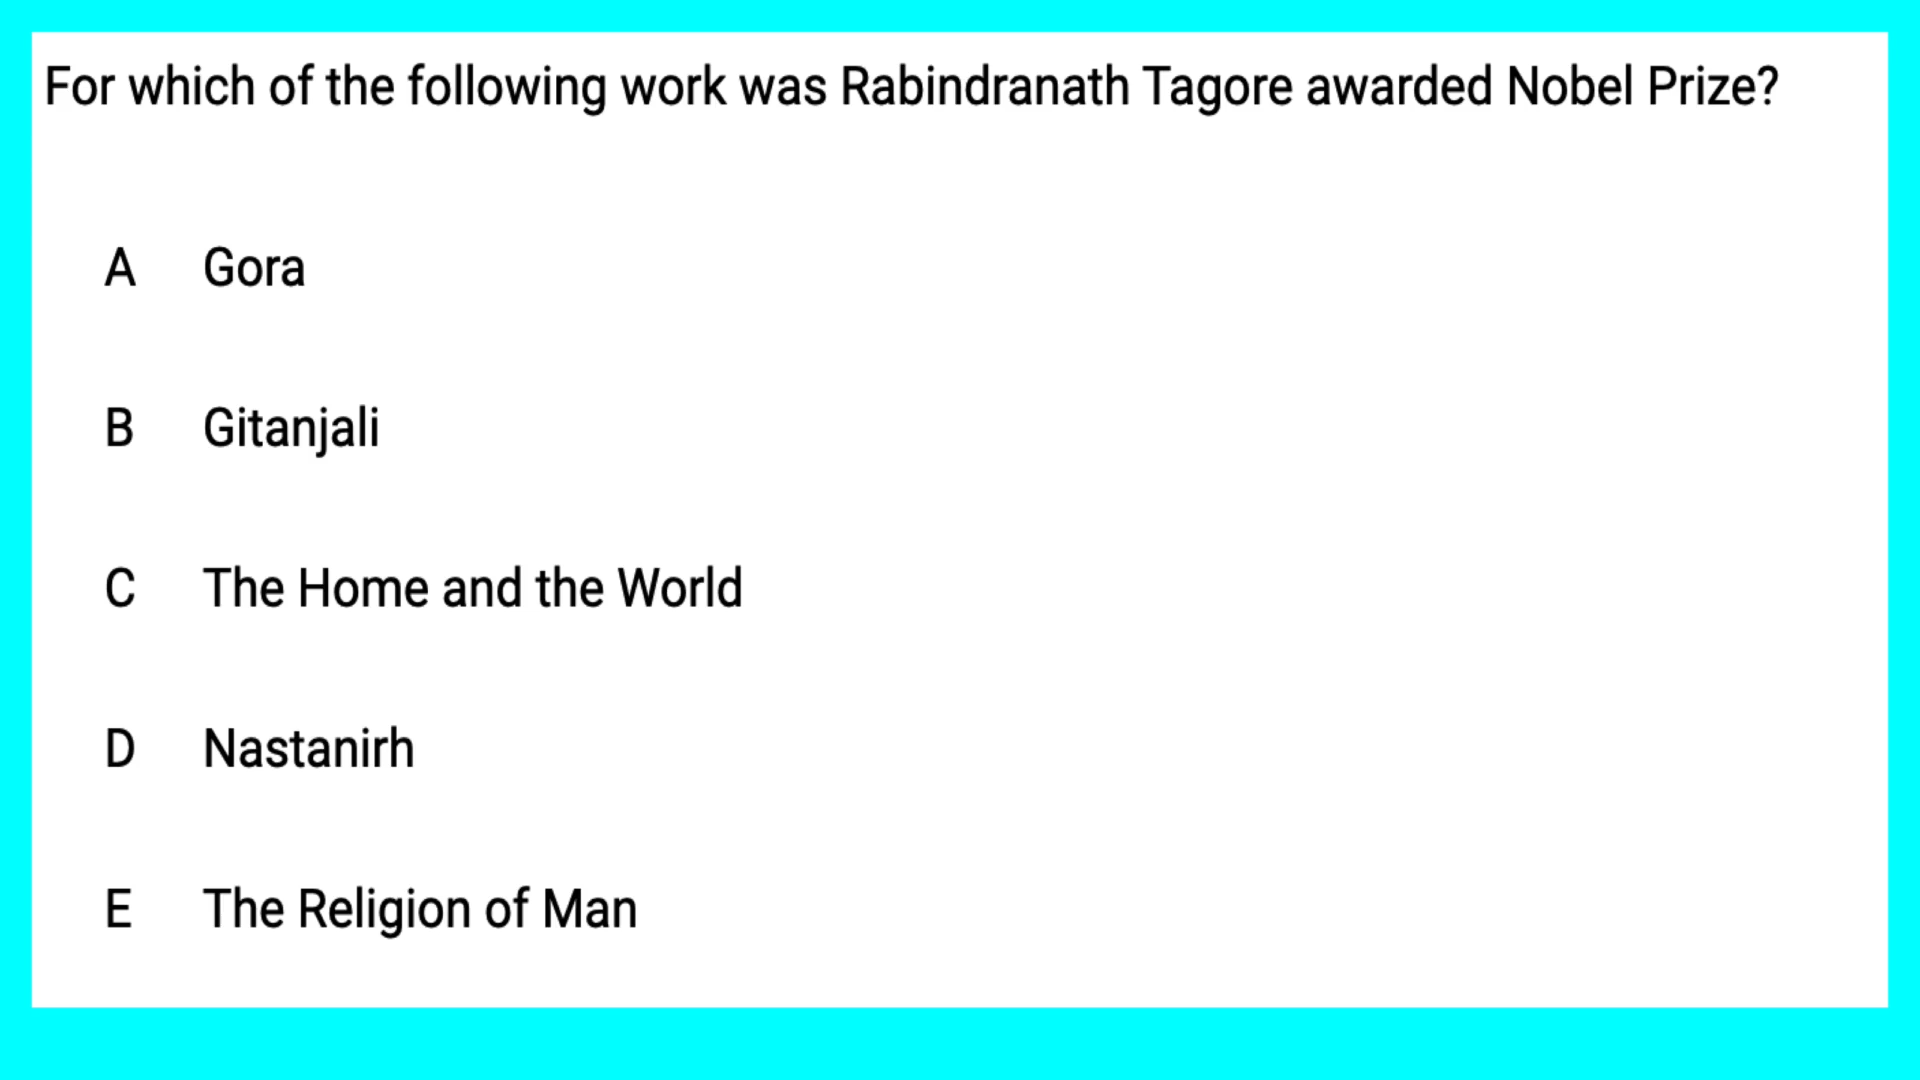 For which of the following work was Rabindranath Tagore awarded Nobel Prize?
A Gora
B Gitanjali
C The Home and the World
D Nastanirh
E The Religion of Man